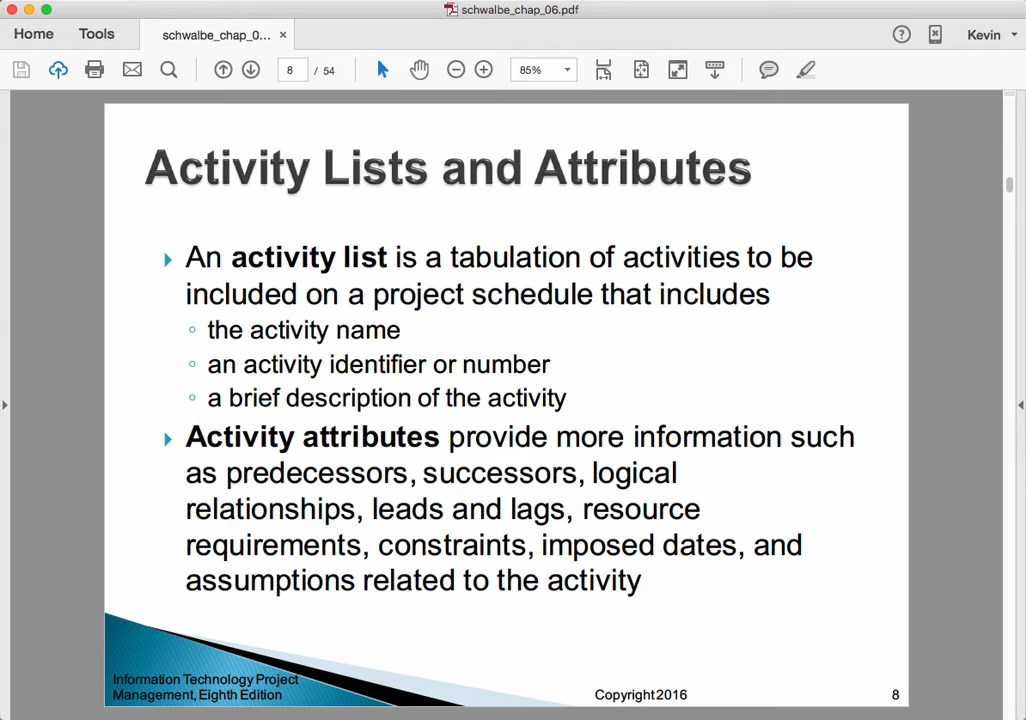 schwalbe_chap_06.pdf
Home Tools schwalbe_chap_0... × Kevin
8 / 54 85%
Activity Lists and Attributes
An activity list is a tabulation of activities to be
included on a project schedule that includes
the activity name
an activity identifier or number
a brief description of the activity
Activity attributes provide more information such
as predecessors, successors, logical
relationships, leads and lags, resource
requirements, constraints, imposed dates, and
assumptions related to the activity
Information Technology Project
Management, Eighth Edition
Copyright 2016
8